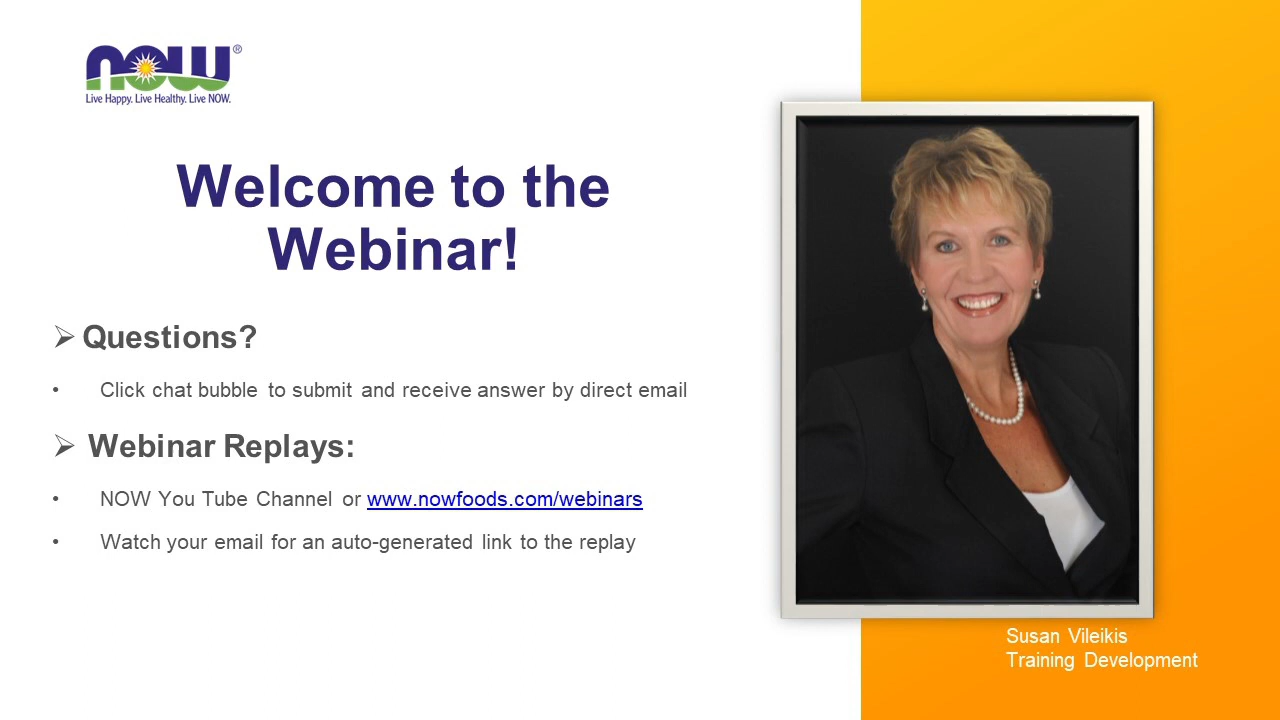 now®
Live Happy. Live Healthy. Live NOW.
Welcome to the
Webinar!
➢ Questions?
• Click chat bubble to submit and receive answer by direct email
➢ Webinar Replays:
• NOW You Tube Channel or www.nowfoods.com/webinars
• Watch your email for an auto-generated link to the replay
Susan Vileikis
Training Development